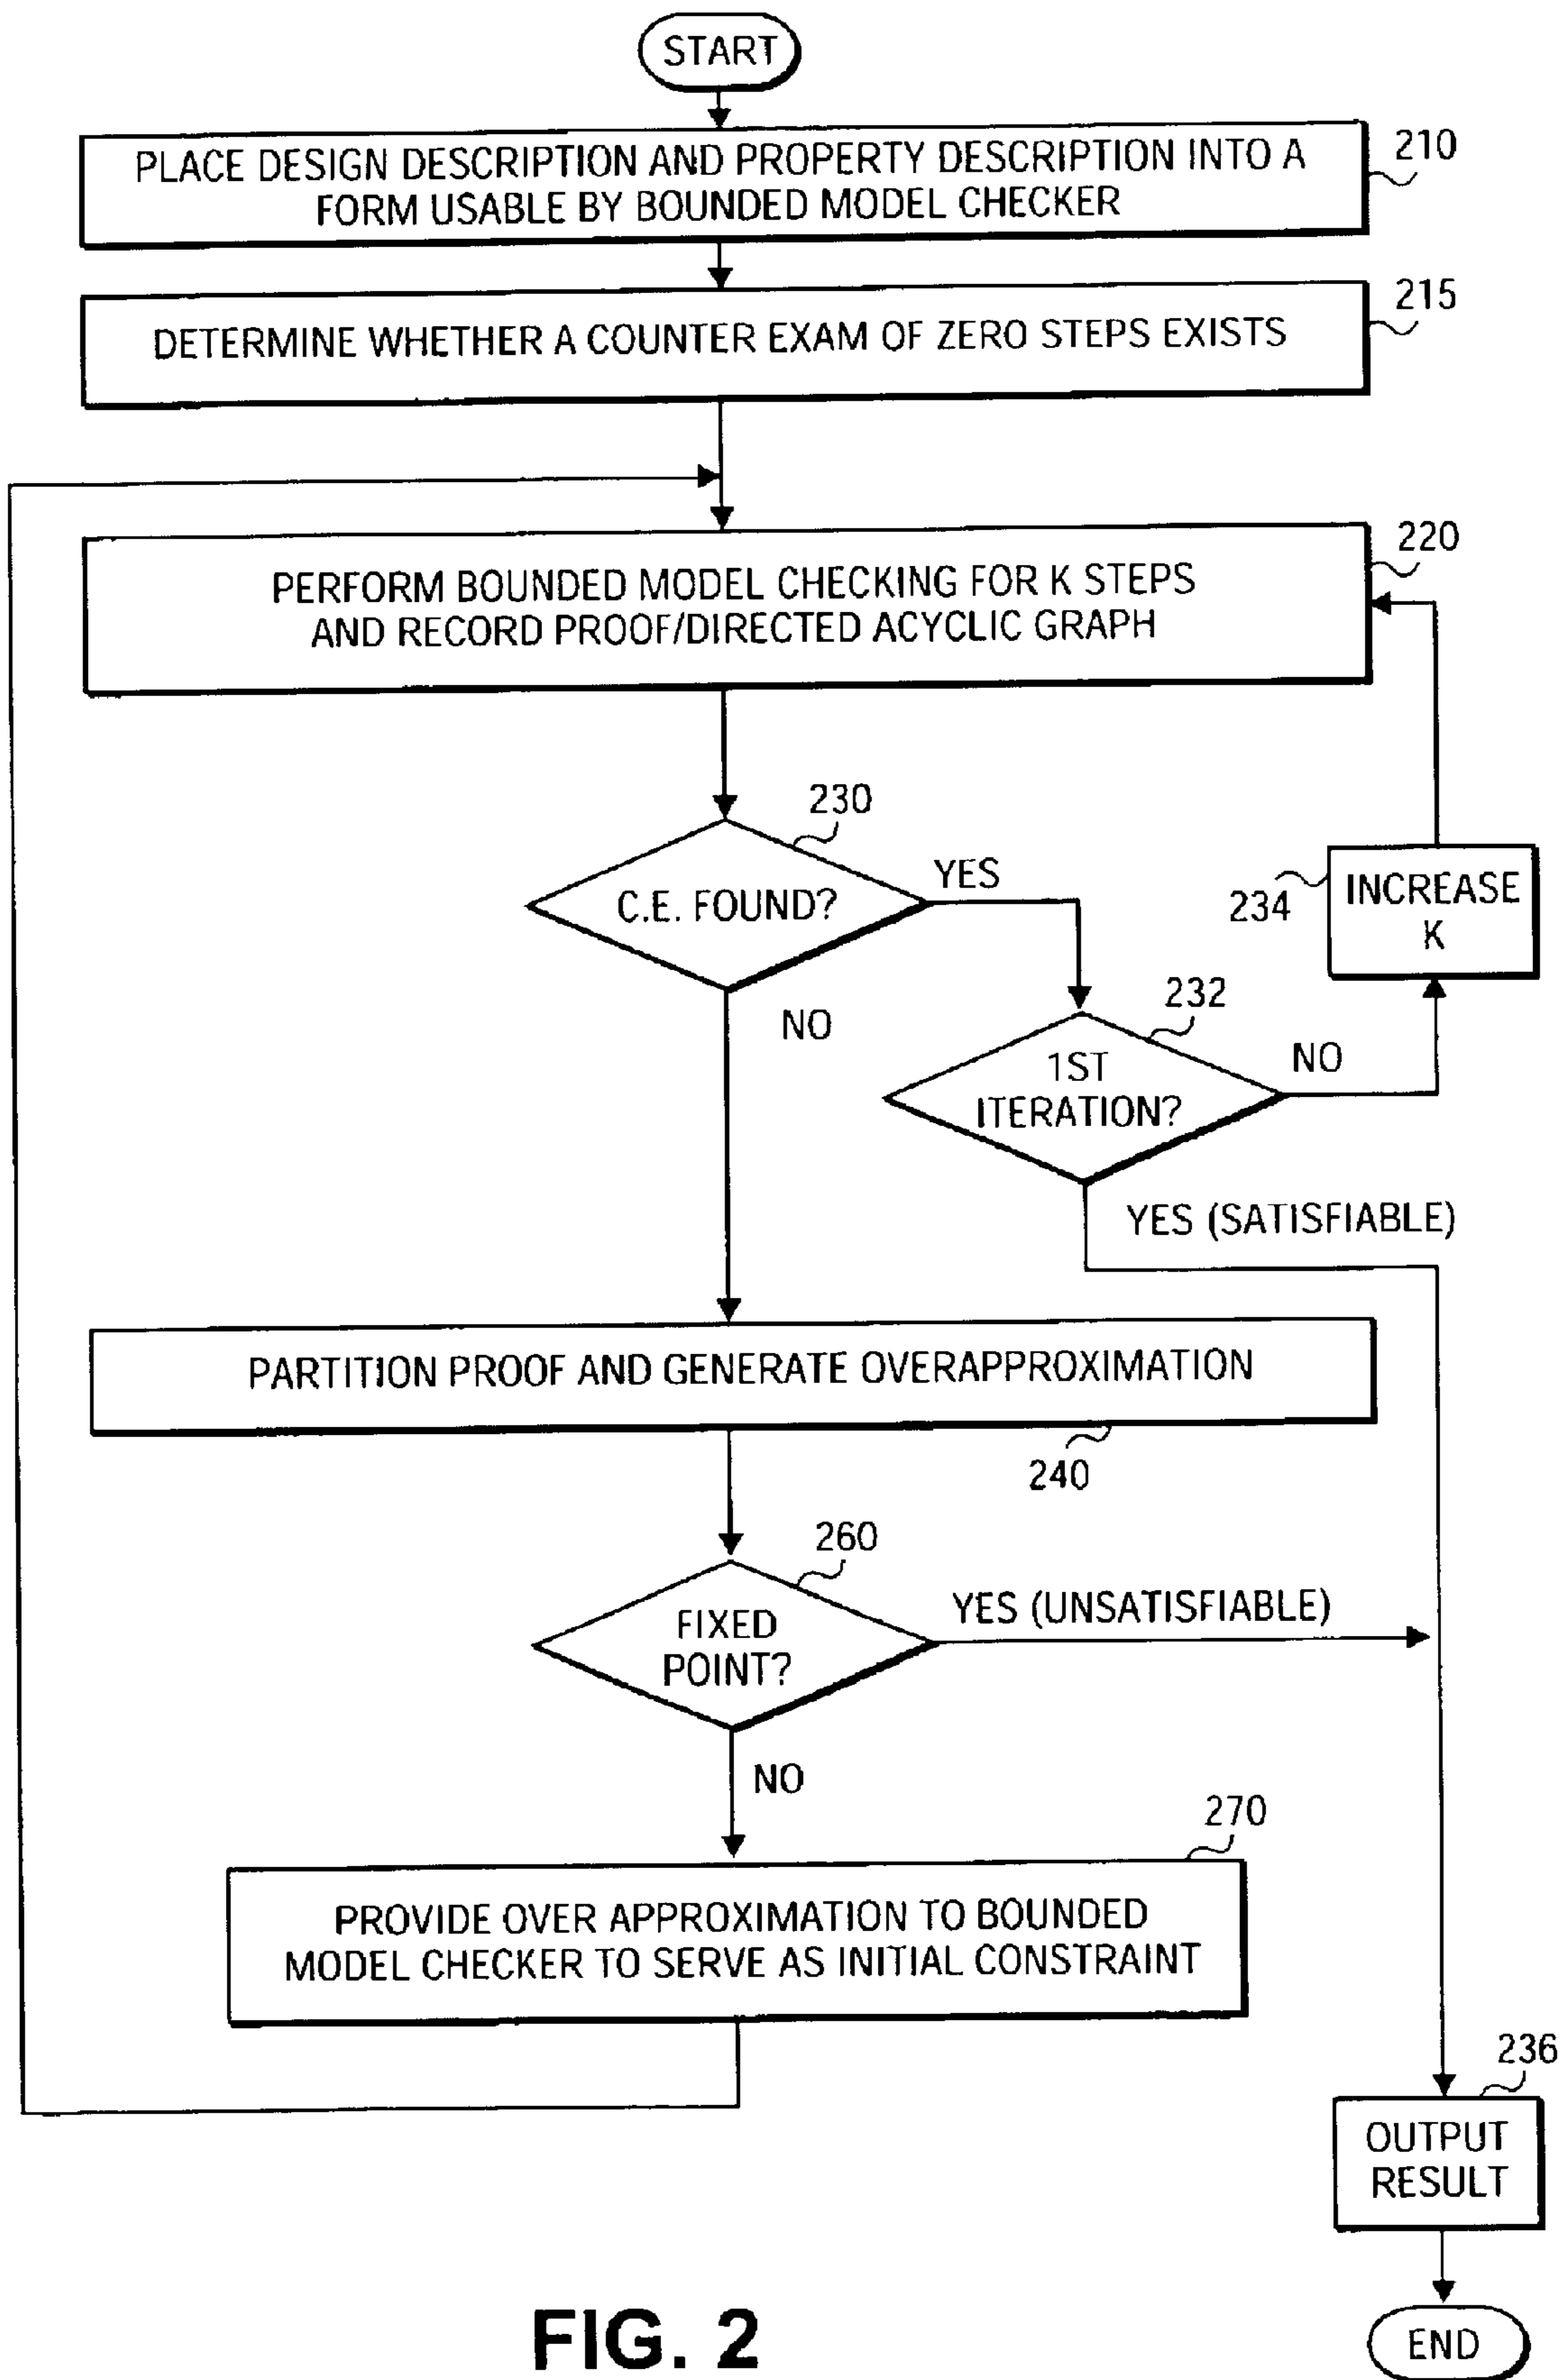 START
PLACE DESIGN DESCRIPTION AND PROPERTY DESCRIPTION INTO A
FORM USABLE BY BOUNDED MODEL CHECKER
210
DETERMINE WHETHER A COUNTER EXAM OF ZERO STEPS EXISTS
215
PERFORM BOUNDED MODEL CHECKING FOR K STEPS
AND RECORD PROOF/DIRECTED ACYCLIC GRAPH
220
230
C.E. FOUND?
YES
NO
234
INCREASE
K
232
1ST
ITERATION?
NO
YES (SATISFIABLE)
PARTITION PROOF AND GENERATE OVERAPPROXIMATION
240
260
FIXED
POINT?
YES (UNSATISFIABLE)
NO
270
PROVIDE OVER APPROXIMATION TO BOUNDED
MODEL CHECKER TO SERVE AS INITIAL CONSTRAINT
236
OUTPUT
RESULT
END
FIG. 2